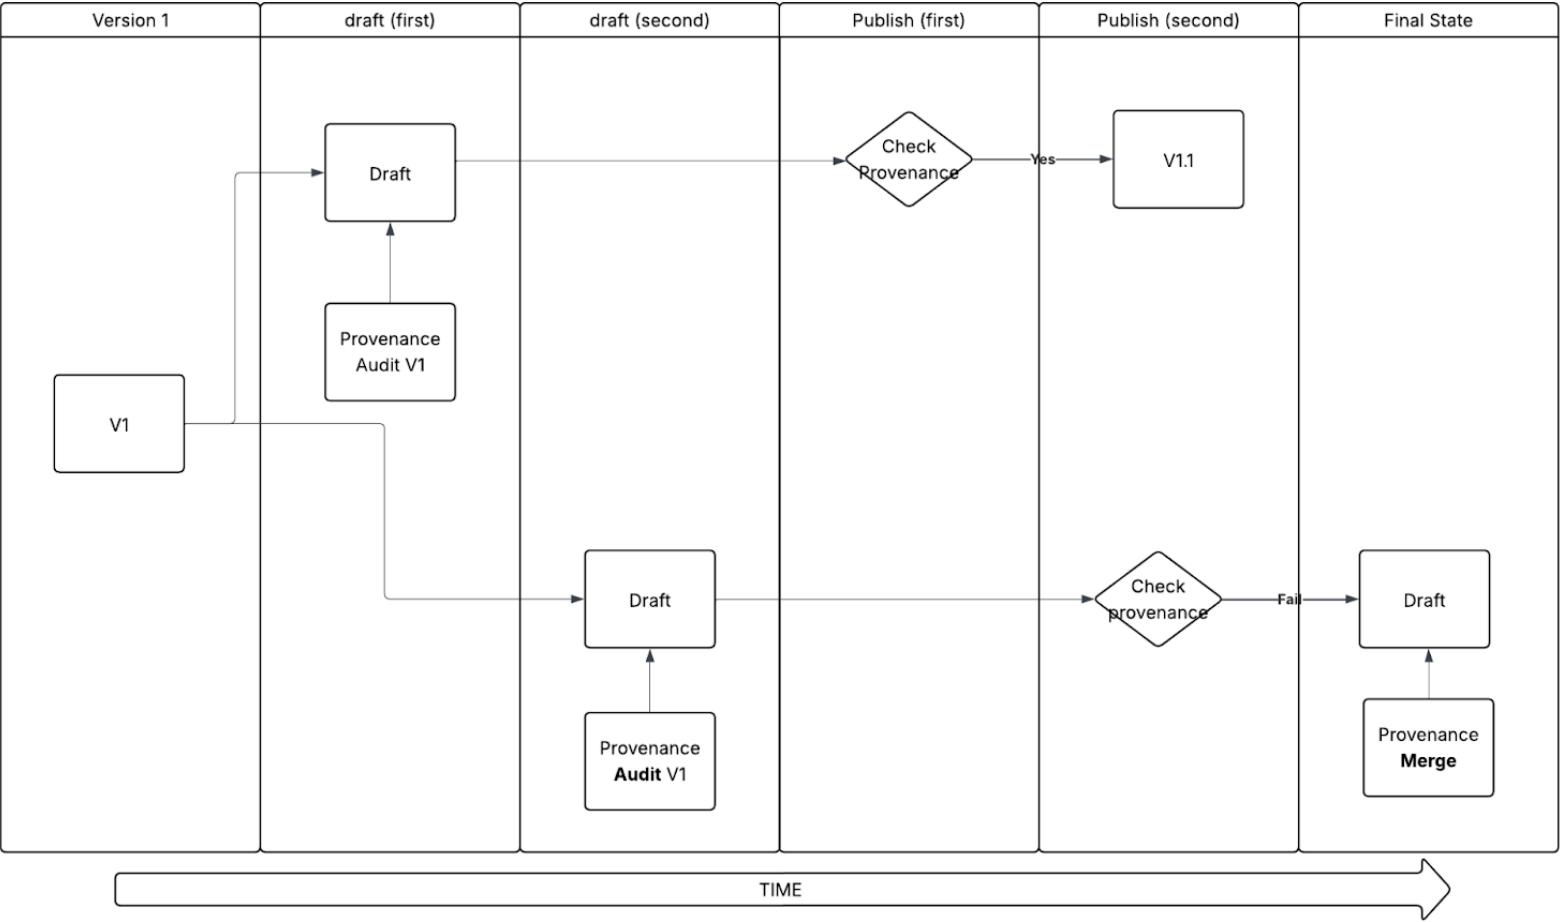 Version 1
draft (first)
draft (second)
Publish (first)
Publish (second)
Final State
Draft
Check
Provenance
Yes
V1.1
Provenance
Audit V1
V1
Draft
Check
provenance
Fail
Draft
Provenance
Audit V1
Provenance
Merge
TIME